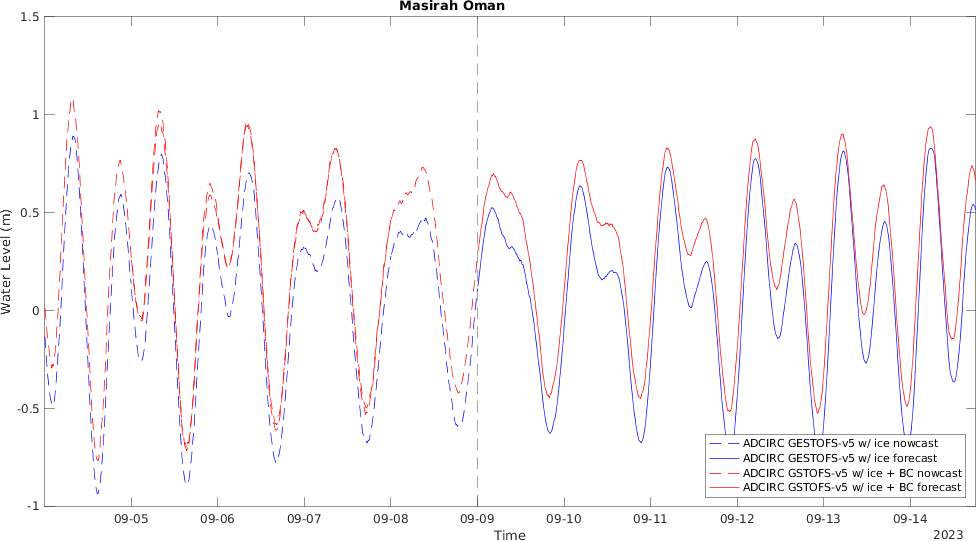 Masirah Oman
1.5
1
0.5
0
-0.5
-1
Water Level (m)
09-05 09-06 09-07 09-08 09-09 09-10 09-11 09-12 09-13 09-14
Time
2023
ADCIRC GESTOFS-v5 w/ ice nowcast
ADCIRC GESTOFS-v5 w/ ice forecast
ADCIRC GSTOFS-v5 w/ ice + BC nowcast
ADCIRC GSTOFS-v5 w/ ice + BC forecast